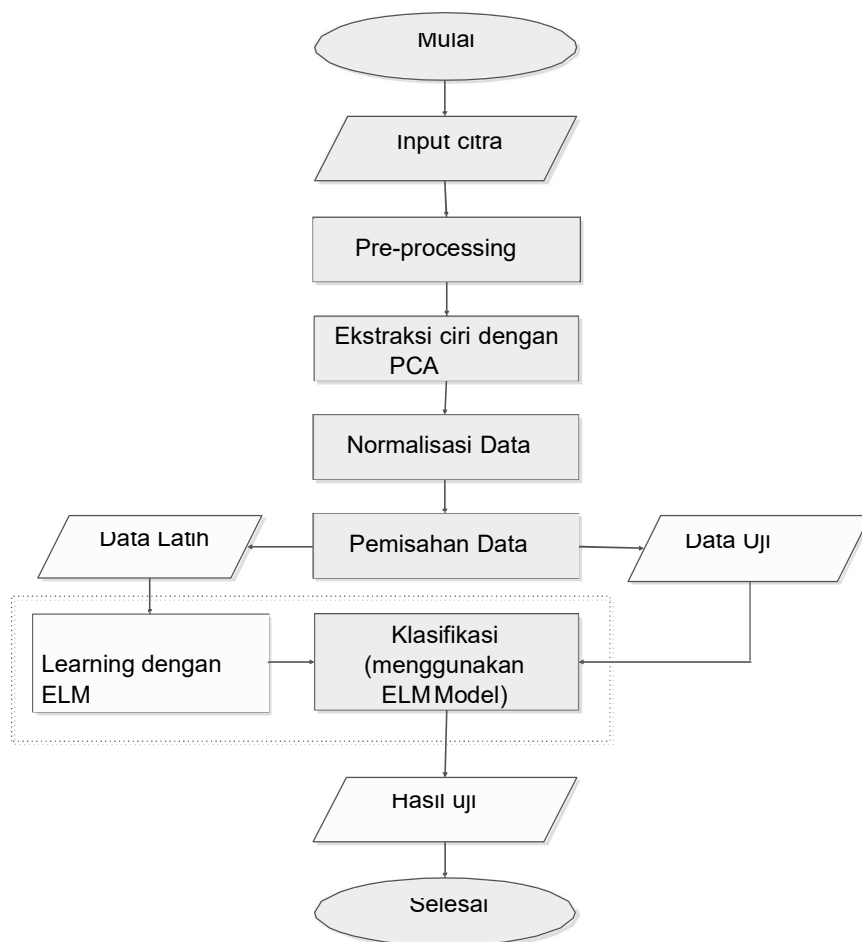 Mulai
Input citra
Pre-processing
Ekstraksi ciri dengan
PCA
Normalisasi Data
Data Latih
Pemisahan Data
Data Uji
Learning dengan
ELM
Klasifikasi
(menggunakan
ELM Model)
Hasil uji
Selesai